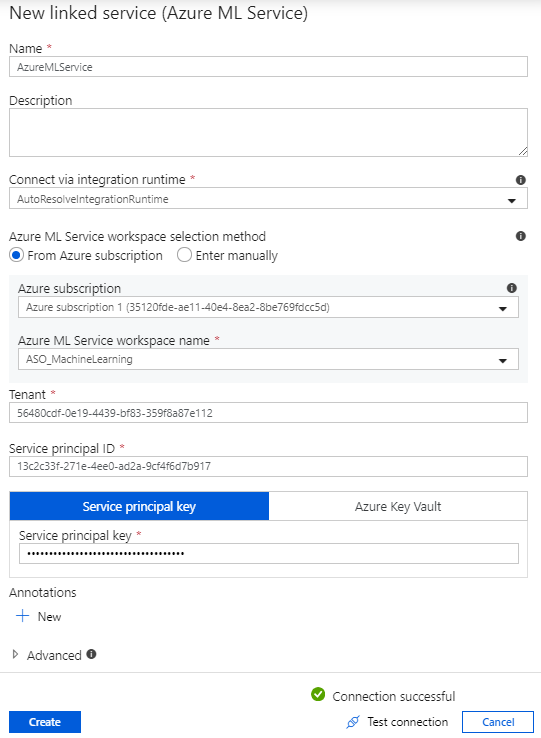 New linked service (Azure ML Service)
Name *
AzureMLService
Description
Connect via integration runtime *
AutoResolveIntegrationRuntime
Azure ML Service workspace selection method
From Azure subscription Enter manually
Azure subscription
Azure subscription 1 (35120fde-ae11-40e4-8ea2-8be769fdcc5d)
Azure ML Service workspace name *
ASO_MachineLearning
Tenant *
56480cdf-0e19-4439-bf83-359f8a87e112
Service principal ID *
13c2c33f-271e-4ee0-ad2a-9cf4f6d7b917
Service principal key Azure Key Vault
Service principal key *
••••••••••••••••••••••••••••••••••••
Annotations
+ New
Advanced
Connection successful
Create Test connection Cancel